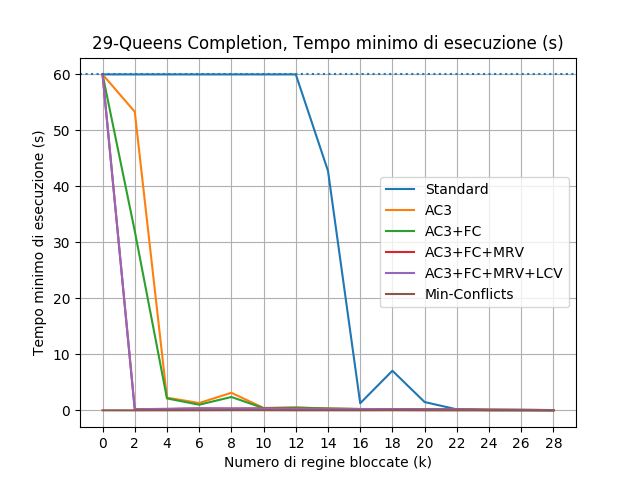 29-Queens Completion, Tempo minimo di esecuzione (s)
Tempo minimo di esecuzione (s)
60
50
40
30
20
10
0
Standard
AC3
AC3+FC
AC3+FC+MRV
AC3+FC+MRV+LCV
Min-Conflicts
0 2 4 6 8 10 12 14 16 18 20 22 24 26 28
Numero di regine bloccate (k)